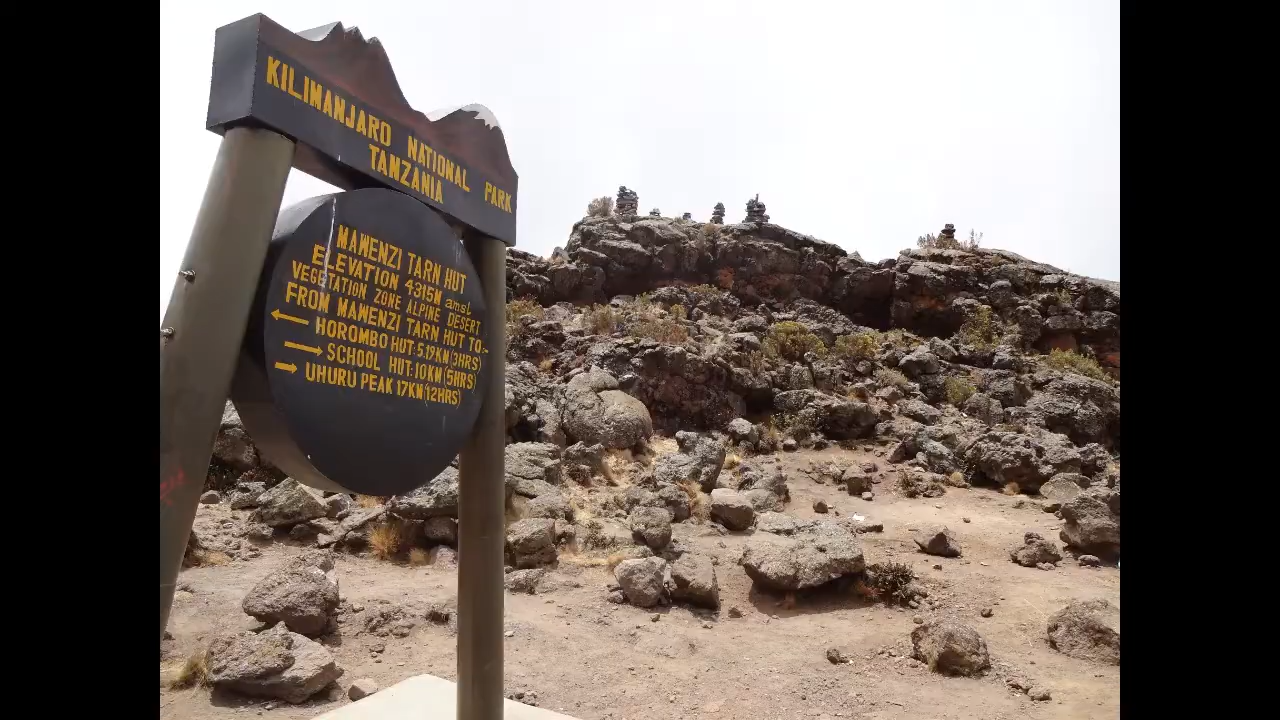 KILIMANJARO NATIONAL PARK
TANZANIA
MAWENZI TARN HUT
ELEVATION 4315M amsl
VEGETATION ZONE ALPINE DESERT
FROM MAWENZI TARN HUT TO:-
HOROMBO HUT:5.19KM(3HRS)
SCHOOL HUT:10KM(5HRS)
UHURU PEAK 17KM(12HRS)